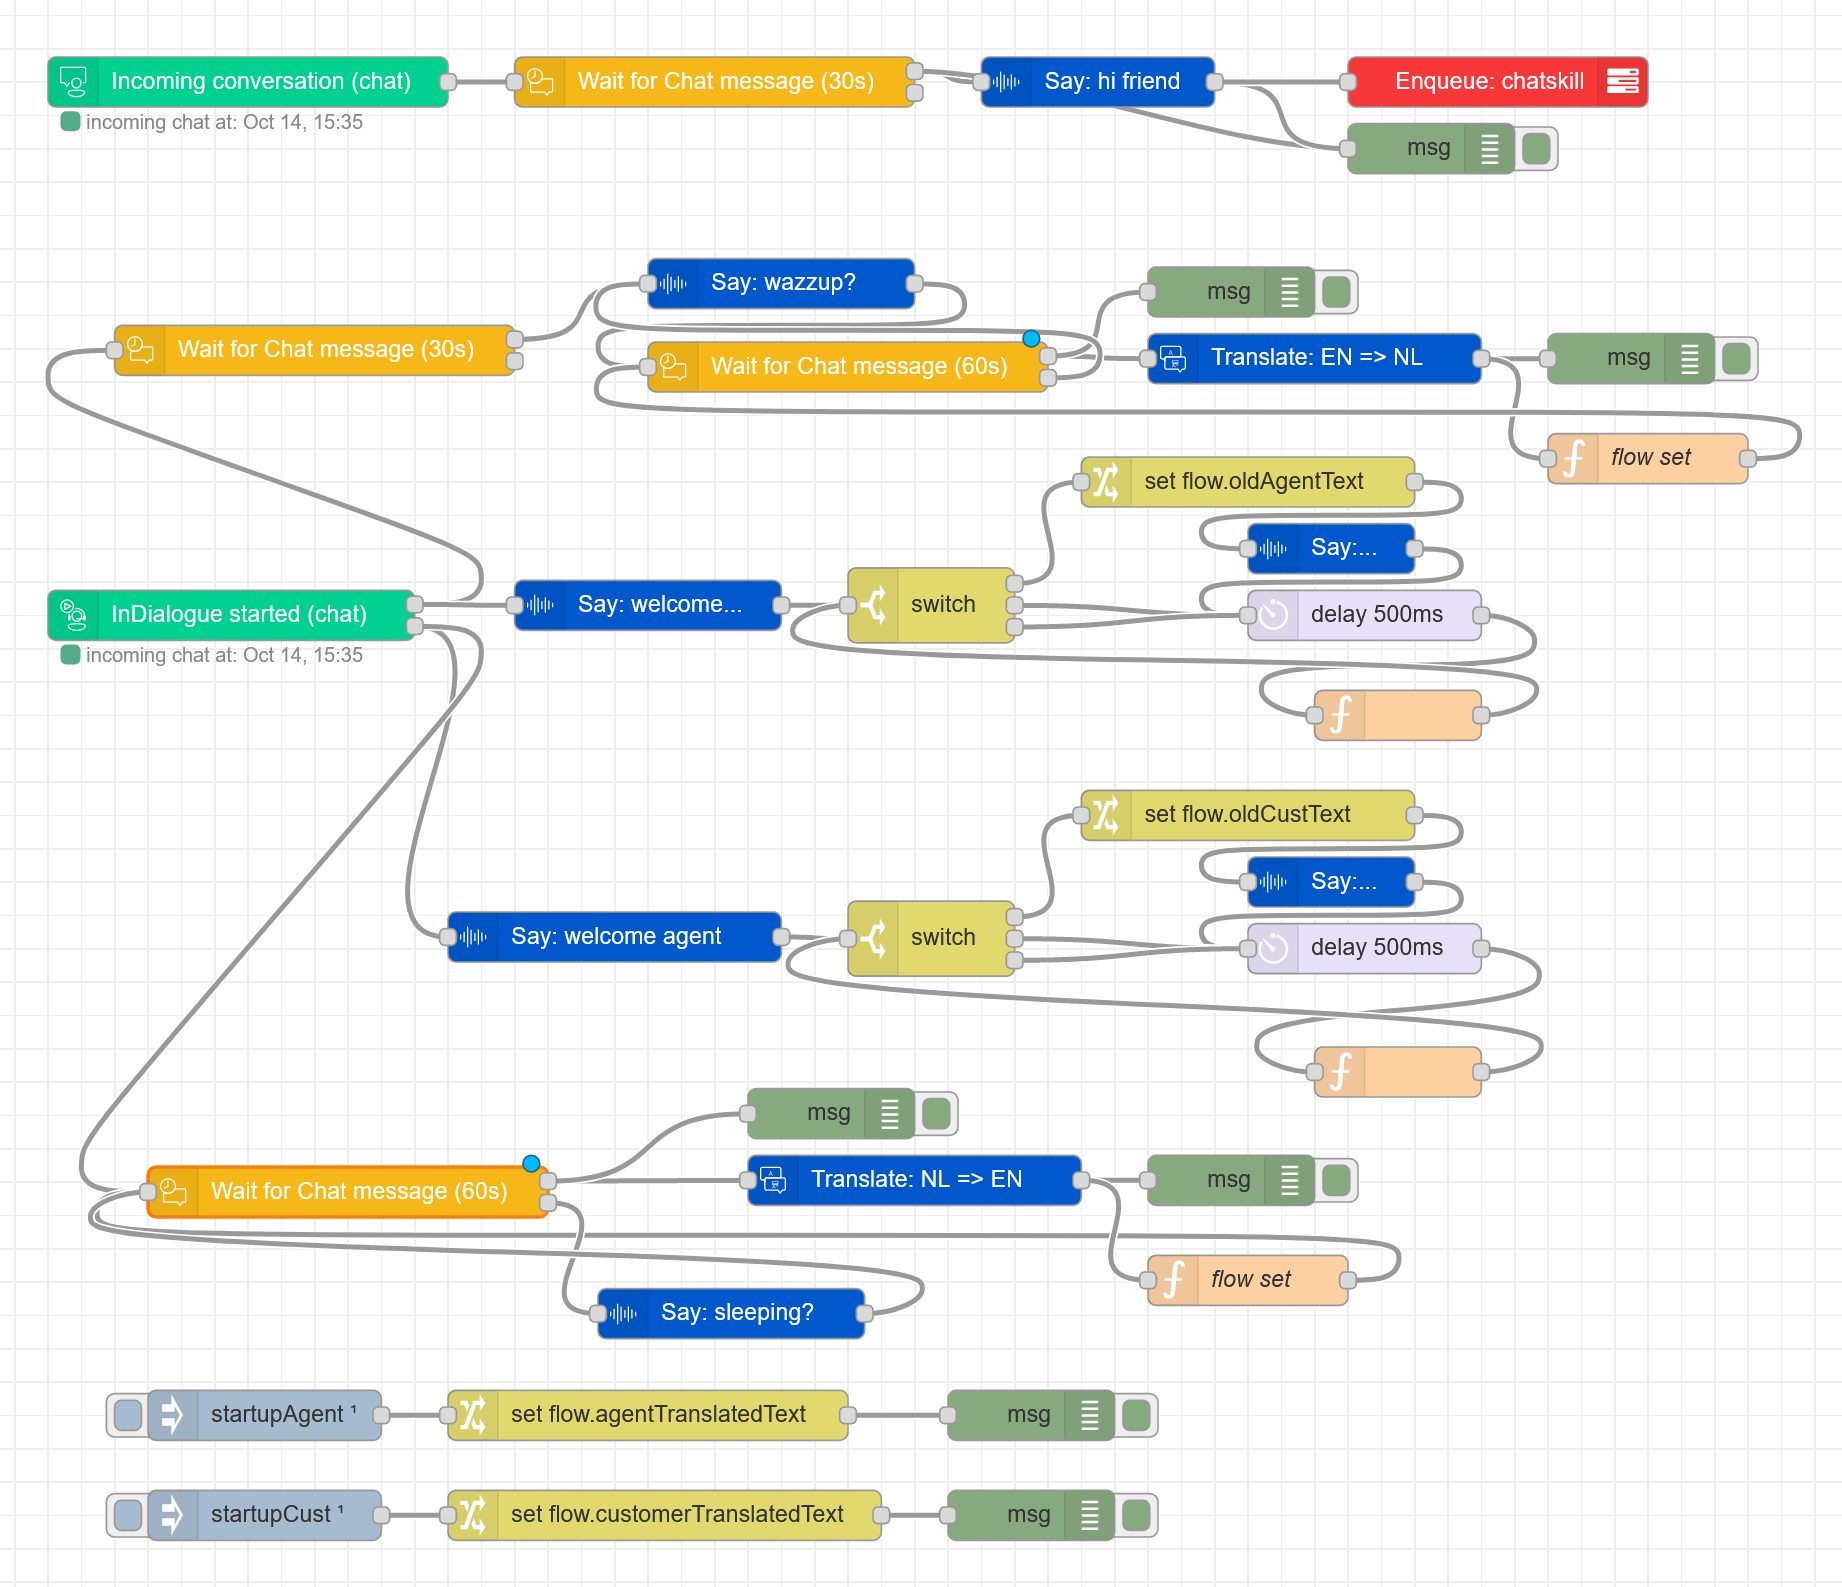 Incoming conversation (chat)
incoming chat at: Oct 14, 15:35
Wait for Chat message (30s)
Say: hi friend
Enqueue: chatskill
msg
Say: wazzup?
msg
Wait for Chat message (30s)
Wait for Chat message (60s)
Translate: EN => NL
msg
flow set
set flow.oldAgentText
Say:...
InDialogue started (chat)
incoming chat at: Oct 14, 15:35
Say: welcome...
switch
delay 500ms
set flow.oldCustText
Say:...
Say: welcome agent
switch
delay 500ms
msg
Wait for Chat message (60s)
Translate: NL => EN
msg
flow set
Say: sleeping?
startupAgent ¹
set flow.agentTranslatedText
msg
startupCust ¹
set flow.customerTranslatedText
msg